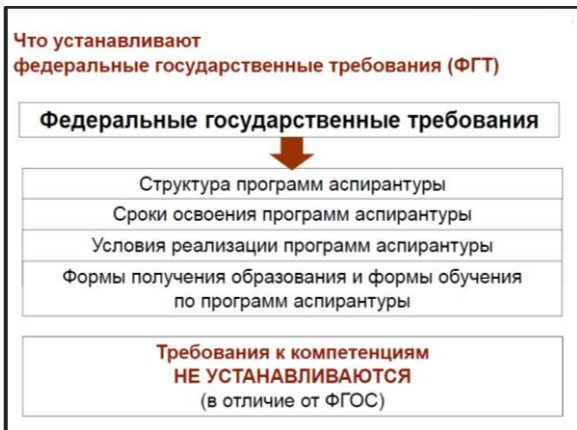 Что устанавливают
федеральные государственные требования (ФГТ)
Федеральные государственные требования
Структура программ аспирантуры
Сроки освоения программ аспирантуры
Условия реализации программ аспирантуры
Формы получения образования и формы обучения
по программ аспирантуры
Требования к компетенциям
НЕ УСТАНАВЛИВАЮТСЯ
(в отличие от ФГОС)